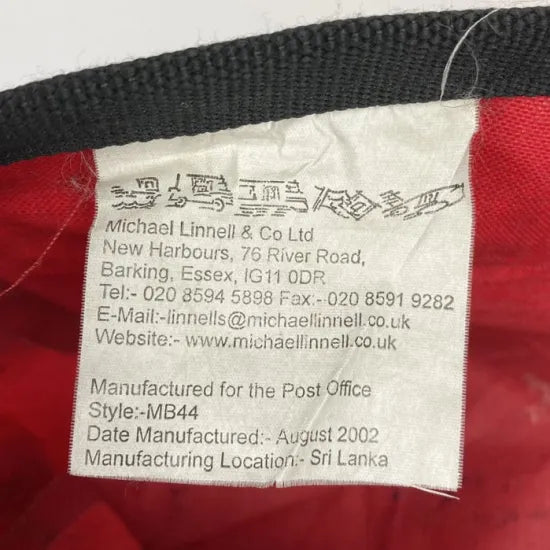 Michael Linnell & Co Ltd
New Harbours, 76 River Road,
Barking, Essex, IG11 0DR
Tel:- 020 8594 5898 Fax:- 020 8591 9282
E-Mail:-linnells@michaellinnell.co.uk
Website:- www.michaellinnell.co.uk
Manufactured for the Post Office
Style:-MB44
Date Manufactured:- August 2002
Manufacturing Location:- Sri Lanka